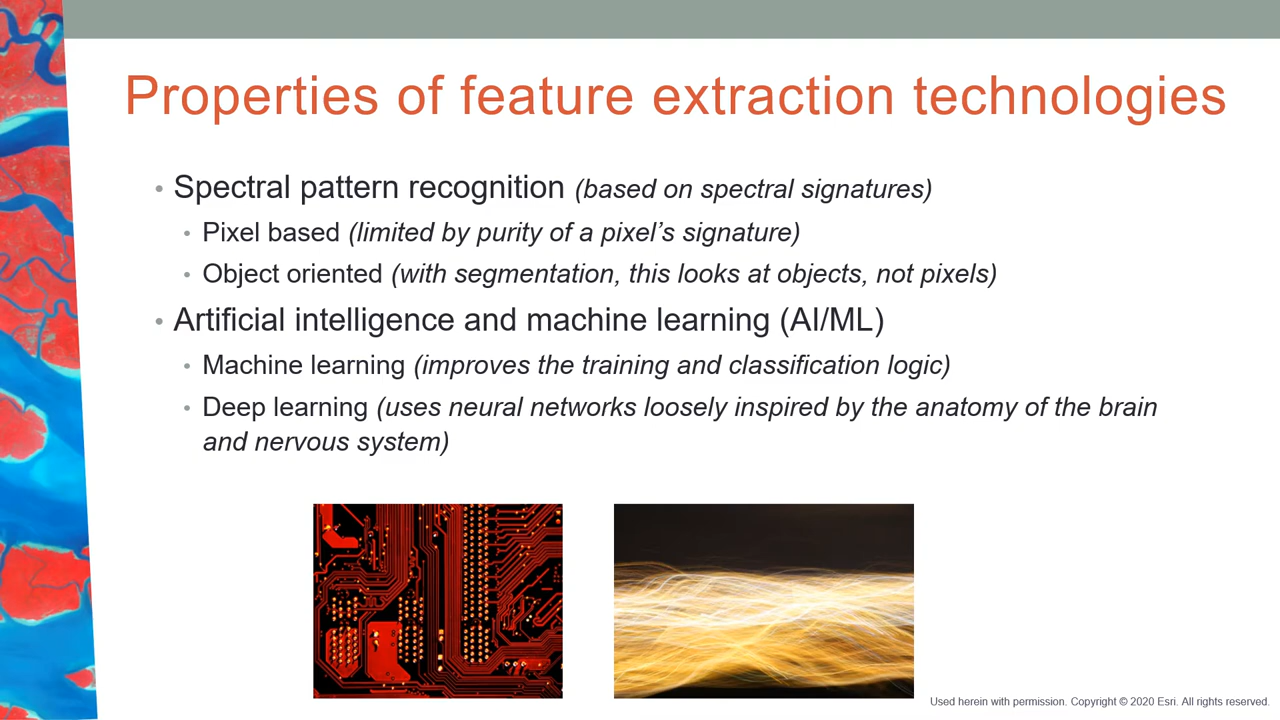 Properties of feature extraction technologies
• Spectral pattern recognition (based on spectral signatures)
• Pixel based (limited by purity of a pixel’s signature)
• Object oriented (with segmentation, this looks at objects, not pixels)
• Artificial intelligence and machine learning (AI/ML)
• Machine learning (improves the training and classification logic)
• Deep learning (uses neural networks loosely inspired by the anatomy of the brain
and nervous system)
Used herein with permission. Copyright © 2020 Esri. All rights reserved.